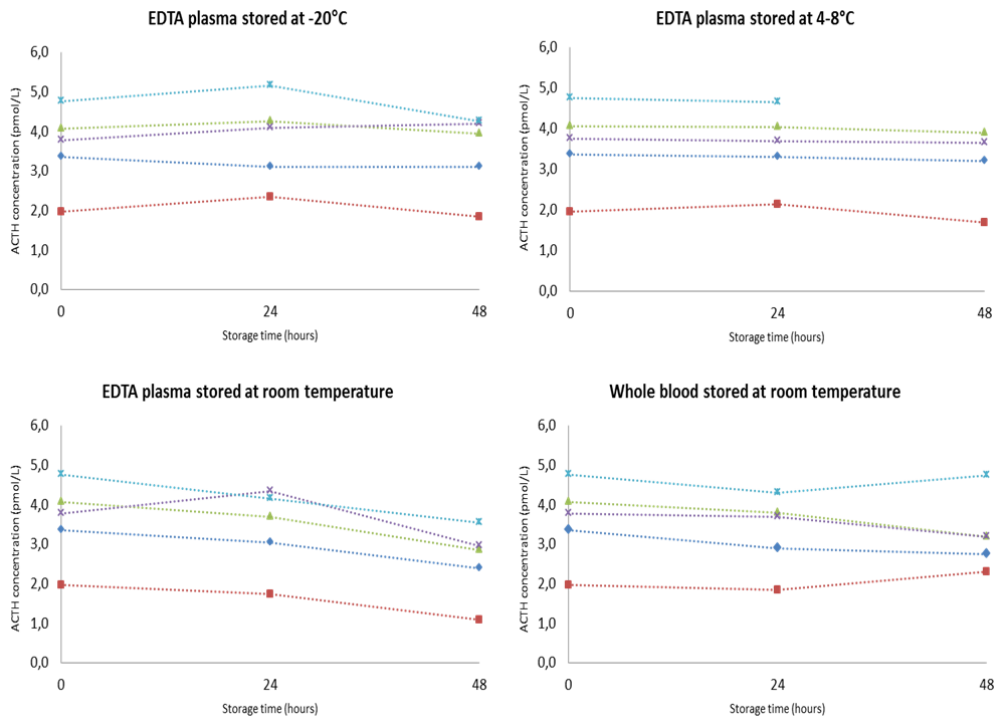 EDTA plasma stored at -20°C
ACTH concentration (pmol/L)
6,0
5,0
4,0
3,0
2,0
1,0
0,0
0 24 48
Storage time (hours)
EDTA plasma stored at 4-8°C
ACTH concentration (pmol/L)
6,0
5,0
4,0
3,0
2,0
1,0
0,0
0 24 48
Storage time (hours)
EDTA plasma stored at room temperature
ACTH concentration (pmol/L)
6,0
5,0
4,0
3,0
2,0
1,0
0,0
0 24 48
Storage time (hours)
Whole blood stored at room temperature
ACTH concentration (pmol/L)
6,0
5,0
4,0
3,0
2,0
1,0
0,0
0 24 48
Storage time (hours)